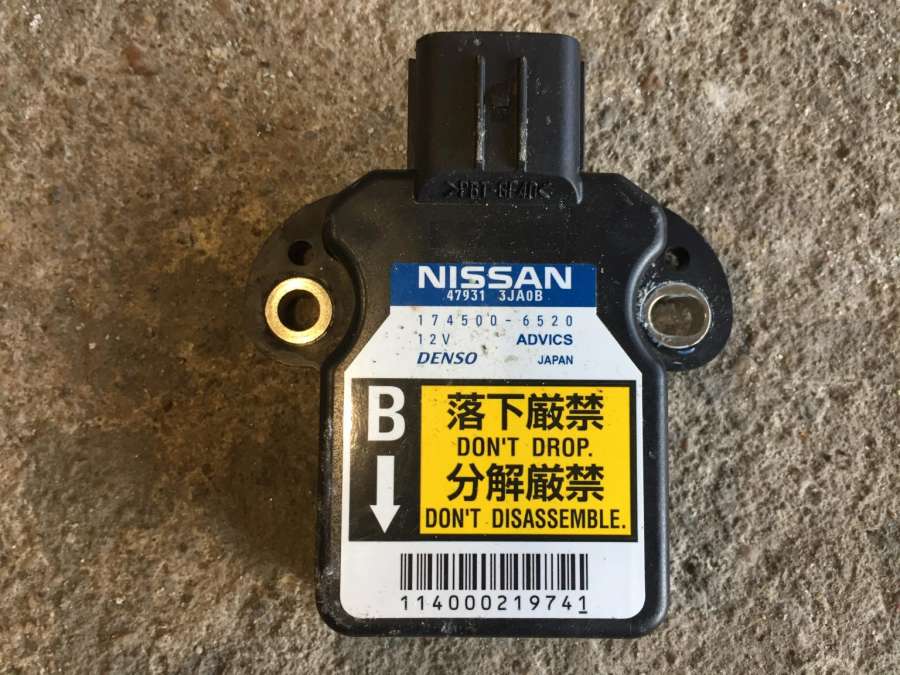 >PBT-GF40<
NISSAN
47931 3JA0B
174500-6520
12V. ADVICS
DENSO JAPAN
B
落下厳禁
DON'T DROP.
分解厳禁
DON'T DISASSEMBLE.
114000219741